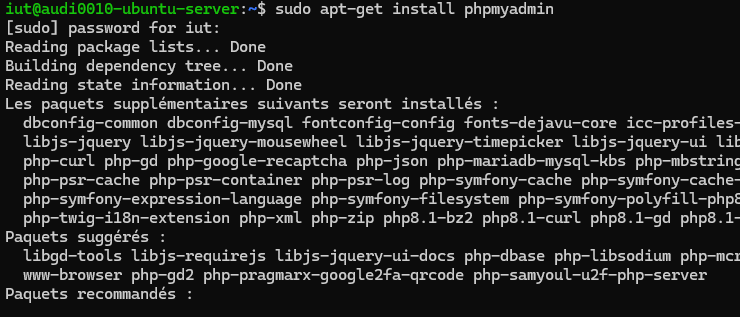 iut@audi0010-ubuntu-server:~$ sudo apt-get install phpmyadmin
[sudo] password for iut:
Reading package lists... Done
Building dependency tree... Done
Reading state information... Done
Les paquets supplémentaires suivants seront installés :
dbconfig-common dbconfig-mysql fontconfig-config fonts-dejavu-core icc-profiles-
libjs-jquery libjs-jquery-mousewheel libjs-jquery-timepicker libjs-jquery-ui lib
php-curl php-gd php-google-recaptcha php-json php-mariadb-mysql-kbs php-mbstring
php-psr-cache php-psr-container php-psr-log php-symfony-cache php-symfony-cache-
php-symfony-expression-language php-symfony-filesystem php-symfony-polyfill-php8
php-twig-i18n-extension php-xml php-zip php8.1-bz2 php8.1-curl php8.1-gd php8.1-
Paquets suggérés :
libgd-tools libjs-requirejs libjs-jquery-ui-docs php-dbase php-libsodium php-mcr
www-browser php-gd2 php-pragmarx-google2fa-qrcode php-samyoul-u2f-php-server
Paquets recommandés :